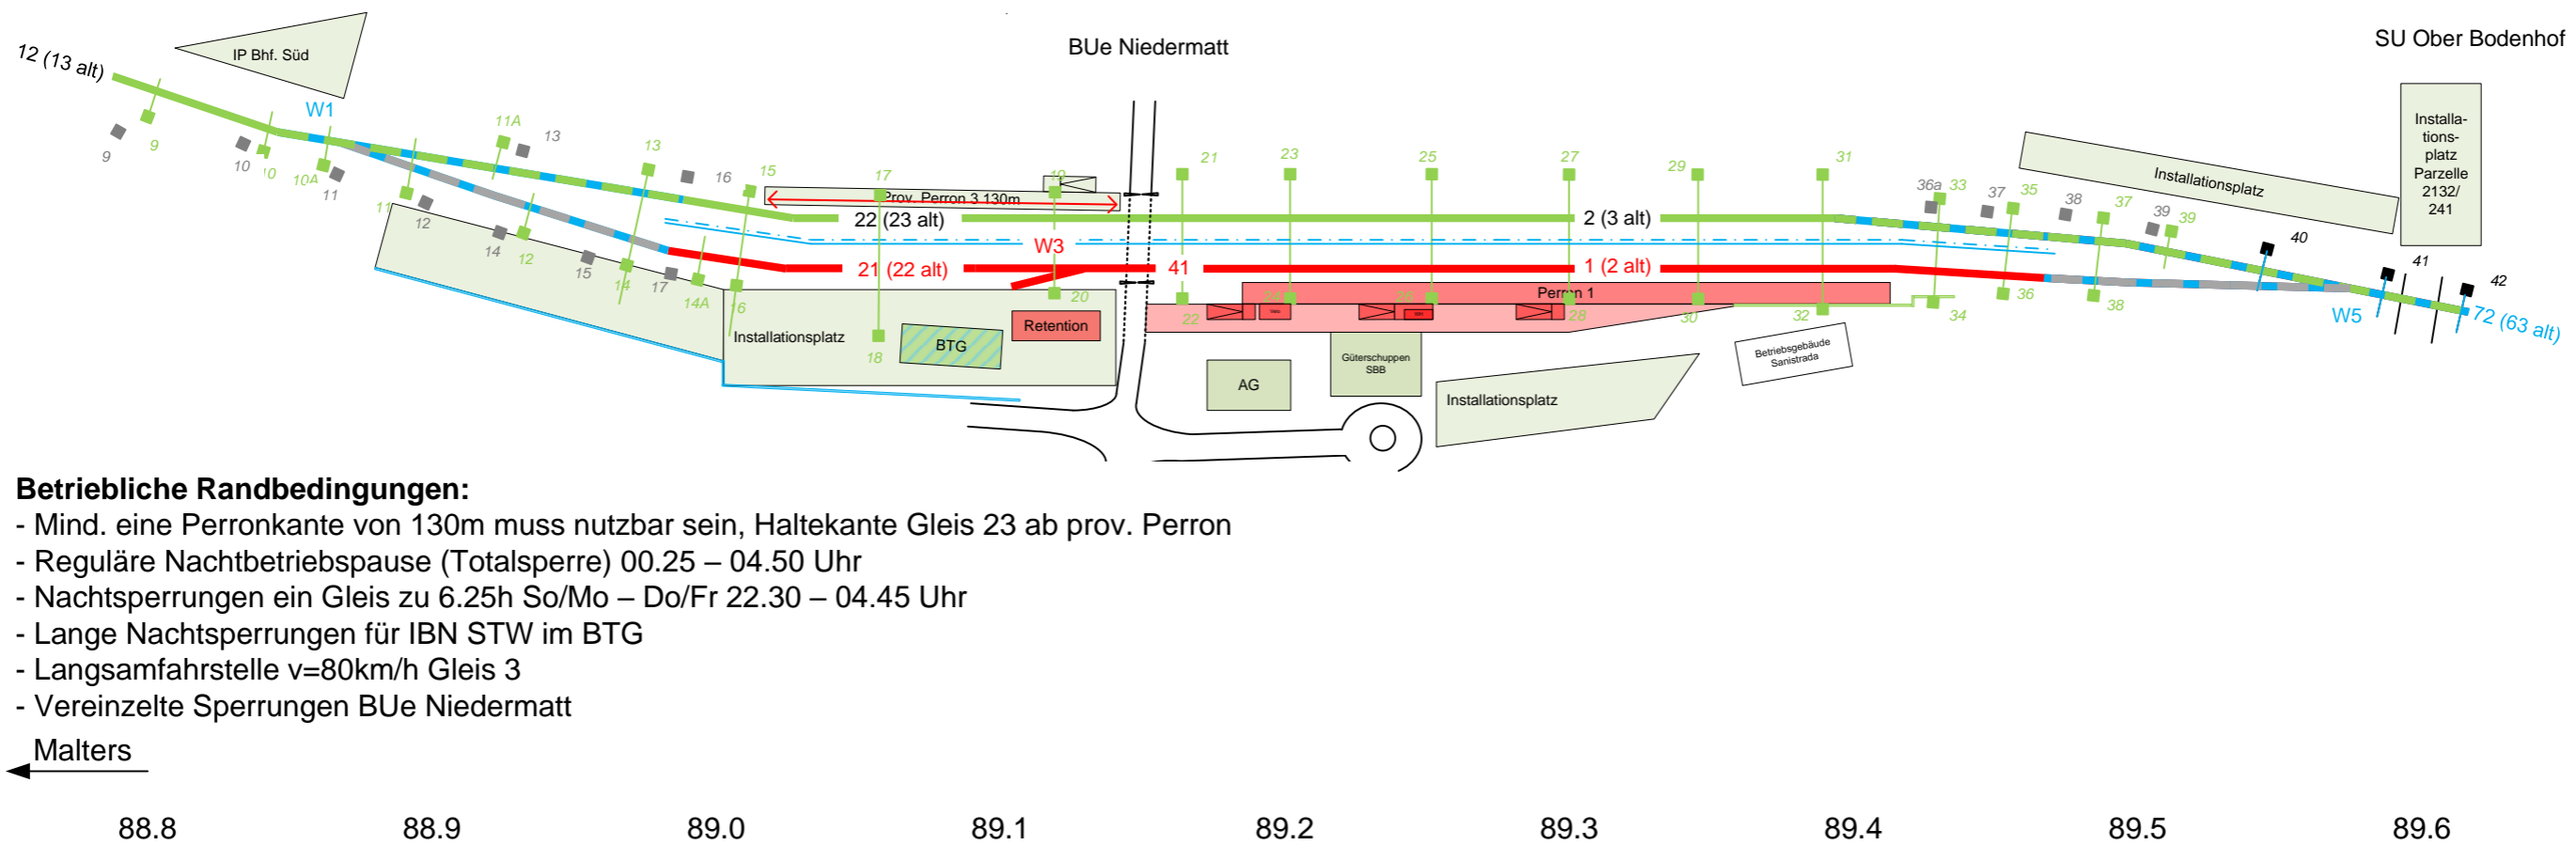 BUe Niedermatt
SU Ober Bodenhof
12 (13 alt)
IP Bhf. Süd
W1
9
9
10
10
10A
11
11
12
11A
13
13
14
12
15
14
17
14A
16
16
15
17
Prov. Perron 3 130m
19
22 (23 alt)
21 (22 alt)
W3
41
20
21
23
25
27
29
31
2 (3 alt)
1 (2 alt)
Perron 1
22
24
26
28
30
32
34
36a
33
37
35
38
37
39
39
40
41
42
36
38
W5
72 (63 alt)
Installationsplatz
Installa-
tions-
platz
Parzelle
2132/
241
Installationsplatz
BTG
Retention
18
AG
Güterschuppen
SBB
Installationsplatz
Betriebsgebäude
Sanistrada
Betriebliche Randbedingungen:
- Mind. eine Perronkante von 130m muss nutzbar sein, Haltekante Gleis 23 ab prov. Perron
- Reguläre Nachtbetriebspause (Totalsperre) 00.25 – 04.50 Uhr
- Nachtsperrungen ein Gleis zu 6.25h So/Mo – Do/Fr 22.30 – 04.45 Uhr
- Lange Nachtsperrungen für IBN STW im BTG
- Langsamfahrstelle v=80km/h Gleis 3
- Vereinzelte Sperrungen BUe Niedermatt
Malters
88.8 88.9 89.0 89.1 89.2 89.3 89.4 89.5 89.6